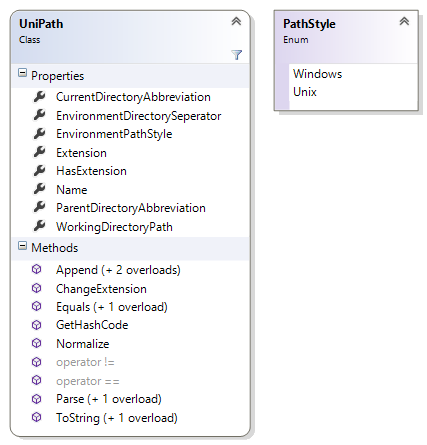 UniPath
Class
Properties
CurrentDirectoryAbbreviation
EnvironmentDirectorySeperator
EnvironmentPathStyle
Extension
HasExtension
Name
ParentDirectoryAbbreviation
WorkingDirectoryPath
Methods
Append (+ 2 overloads)
ChangeExtension
Equals (+ 1 overload)
GetHashCode
Normalize
operator !=
operator ==
Parse (+ 1 overload)
ToString (+ 1 overload)
PathStyle
Enum
Windows
Unix